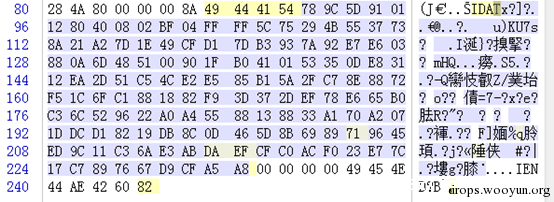 80 28 4A 80 00 00 00 8A 49 44 41 54 78 9C 5D 91 01 (J€...ŠIDATx?]?.
96 12 80 40 08 02 BF 04 FF FF 5C 75 29 4B 55 37 73 .€@..?.. u)KU7s
112 8A 21 A2 7D 1E 49 CF D1 7D B3 937A 92 E7 E6 03
128 88 0A 6D 48 51 00 90 1F B0 41 01 53 35 0D E8 31
144 12 EA 2D 51 C5 4C E2 E5 85 B1 5A 2F C7 8E 88 72
160 F5 1C 6F C1 88 18 82 F9 3D 37 2D EF 78 E6 65 B0
176 C3 6C 52 96 22 A0 A4 55 88 13 88 33 A1 70 A2 07
192 1D DC D1 82 19 DB 8C 0D 46 5D 8B 69 89 71 96 45
208 ED 9C 11 C3 6A E3 AB DA EF CF C0 AC F0 23 E7 7C
224 17 C7 89 76 67 D9 CF A5 A8 00 00 00 00 49 45 4E
240 44 AE 42 60 82
drops.wooyun.org